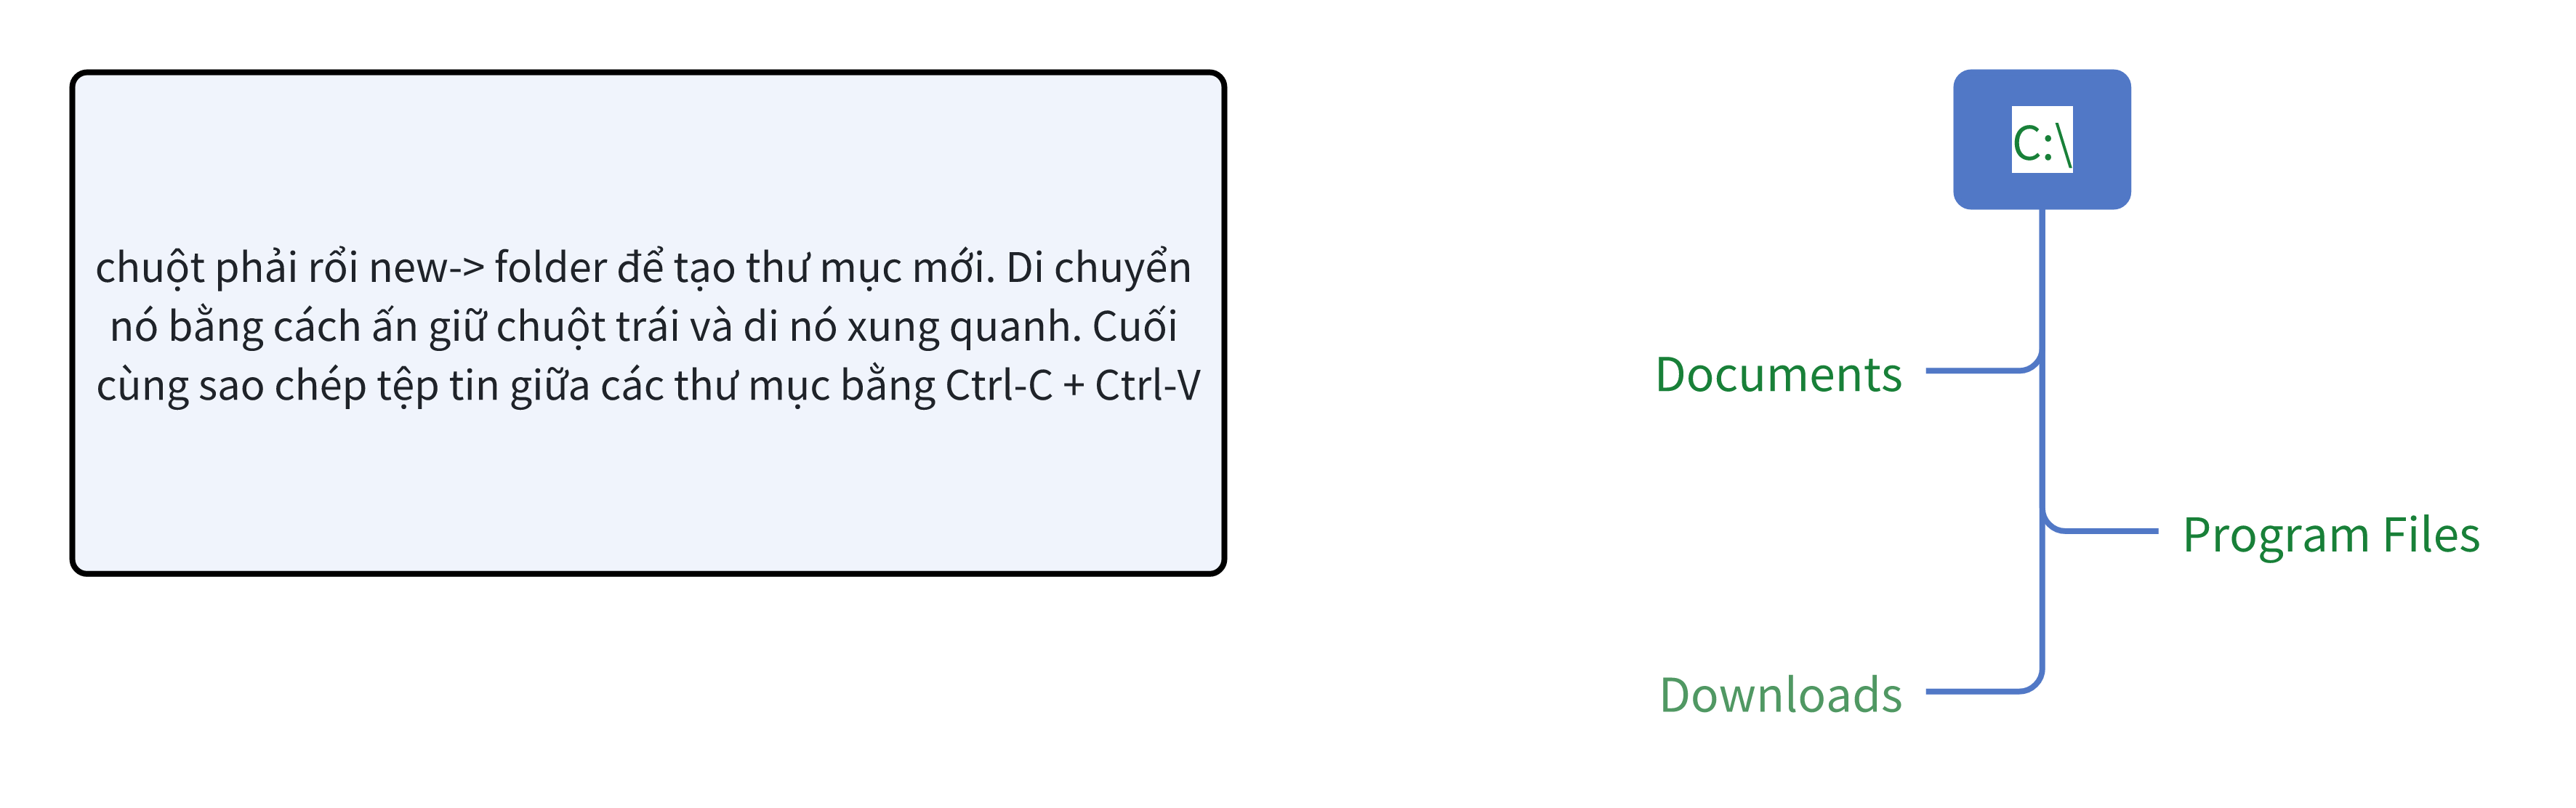 chuột phải rổi new-> folder để tạo thư mục mới. Di chuyển
nó bằng cách ấn giữ chuột trái và di nó xung quanh. Cuối
cùng sao chép tệp tin giữa các thư mục bằng Ctrl-C + Ctrl-V
C:\
Documents
Program Files
Downloads